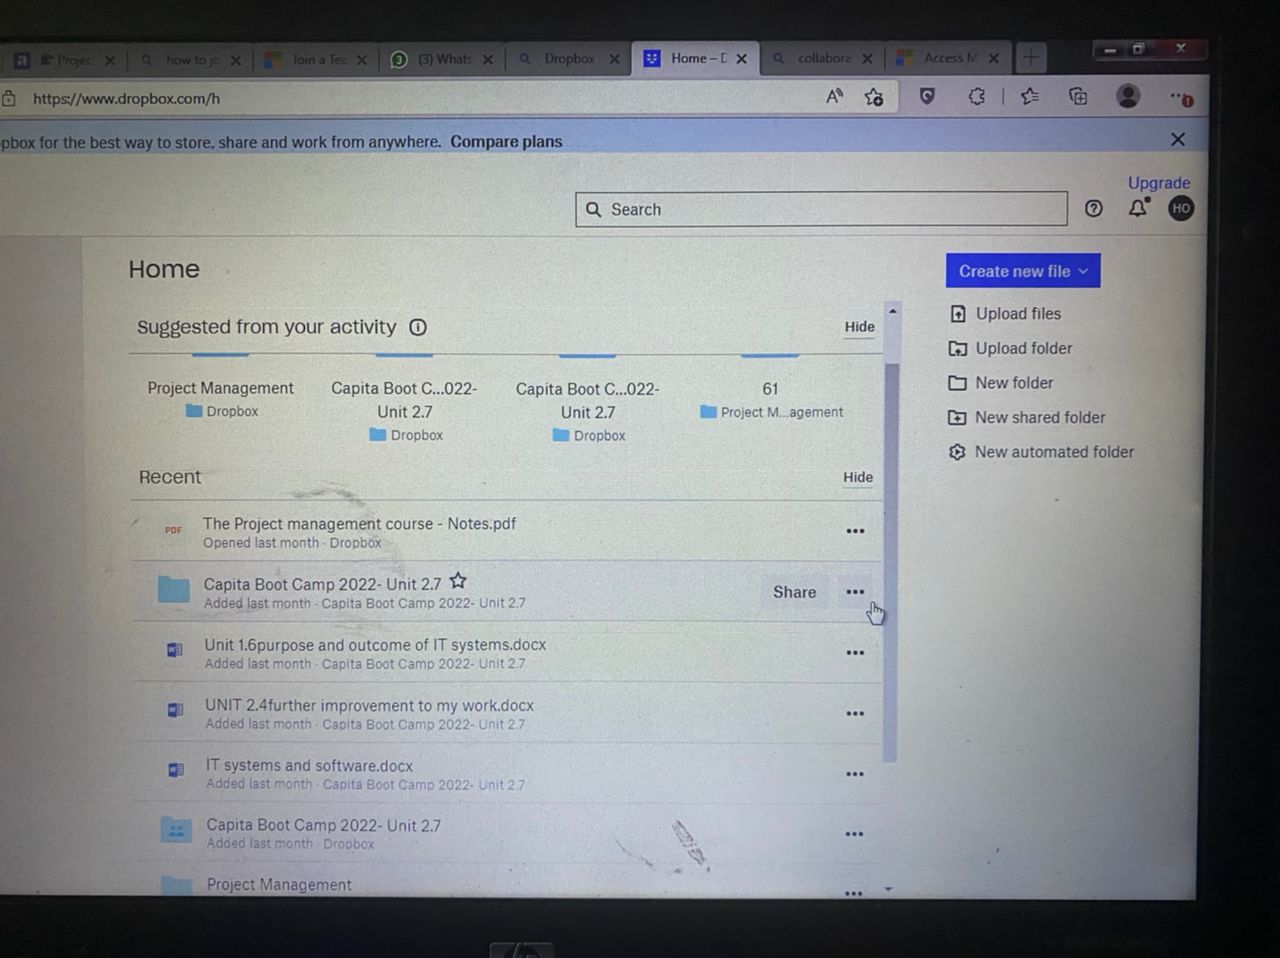 Projec
how to jo
Join a Tea
(3) Whats
Dropbox
Home – D
collabora
Access M
https://www.dropbox.com/h
pbox for the best way to store, share and work from anywhere. Compare plans
Upgrade
Search
HO
Home
Create new file
Suggested from your activity
Hide
Upload files
Upload folder
New folder
New shared folder
New automated folder
Project Management
Dropbox
Capita Boot C...022-
Unit 2.7
Dropbox
Capita Boot C...022-
Unit 2.7
Dropbox
61
Project M...agement
Recent
Hide
PDF
The Project management course - Notes.pdf
Opened last month · Dropbox
Capita Boot Camp 2022- Unit 2.7
Added last month · Capita Boot Camp 2022- Unit 2.7
Share
Unit 1.6purpose and outcome of IT systems.docx
Added last month · Capita Boot Camp 2022- Unit 2.7
UNIT 2.4further improvement to my work.docx
Added last month · Capita Boot Camp 2022- Unit 2.7
IT systems and software.docx
Added last month · Capita Boot Camp 2022- Unit 2.7
Capita Boot Camp 2022- Unit 2.7
Added last month · Dropbox
Project Management
hp